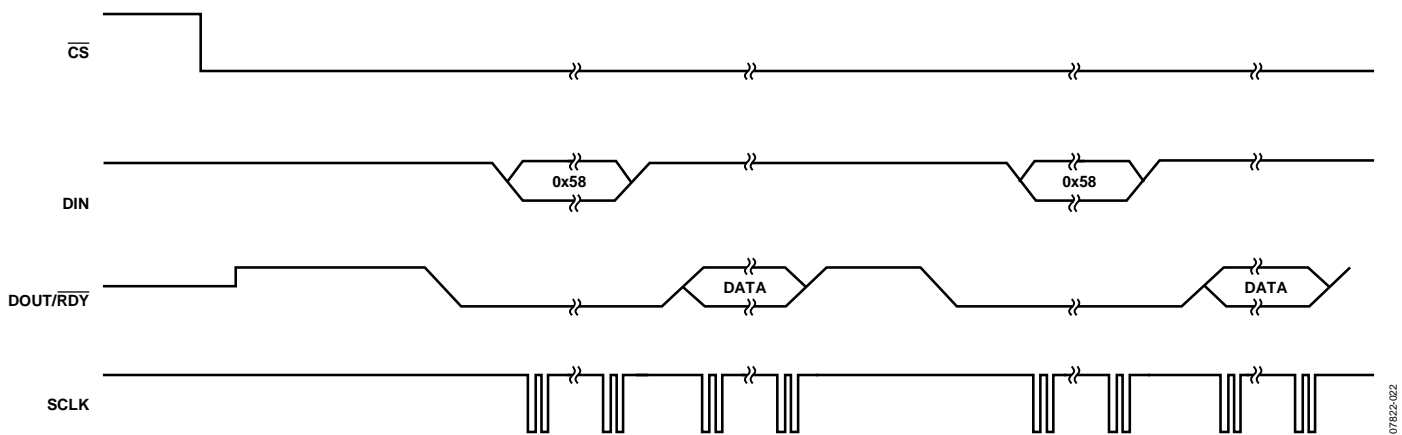 CS
DIN
0x58
0x58
DOUT/RDY
DATA
DATA
SCLK
07822-022